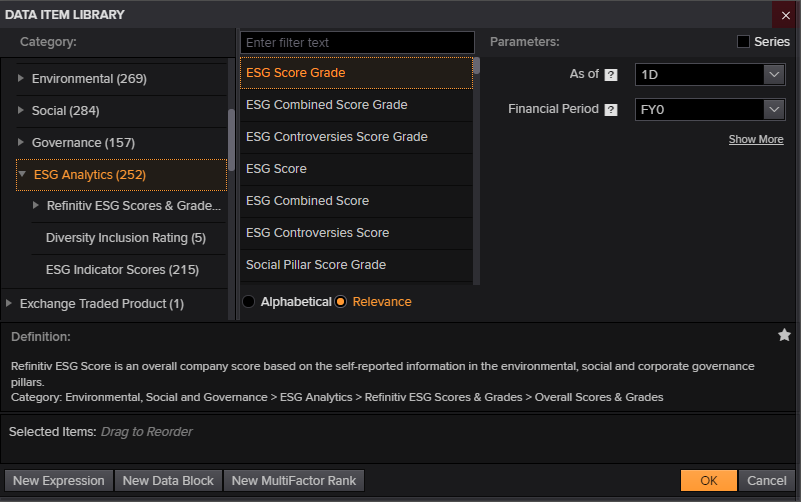 DATA ITEM LIBRARY
Category:
Environmental (269)
Social (284)
Governance (157)
ESG Analytics (252)
Refinitiv ESG Scores & Grade...
Diversity Inclusion Rating (5)
ESG Indicator Scores (215)
Exchange Traded Product (1)
Enter filter text
ESG Score Grade
ESG Combined Score Grade
ESG Controversies Score Grade
ESG Score
ESG Combined Score
ESG Controversies Score
Social Pillar Score Grade
Alphabetical Relevance
Parameters: Series
As of ? 1D
Financial Period ? FY0
Show More
Definition:
Refinitiv ESG Score is an overall company score based on the self-reported information in the environmental, social and corporate governance
pillars.
Category: Environmental, Social and Governance > ESG Analytics > Refinitiv ESG Scores & Grades > Overall Scores & Grades
Selected Items: Drag to Reorder
New Expression New Data Block New MultiFactor Rank OK Cancel